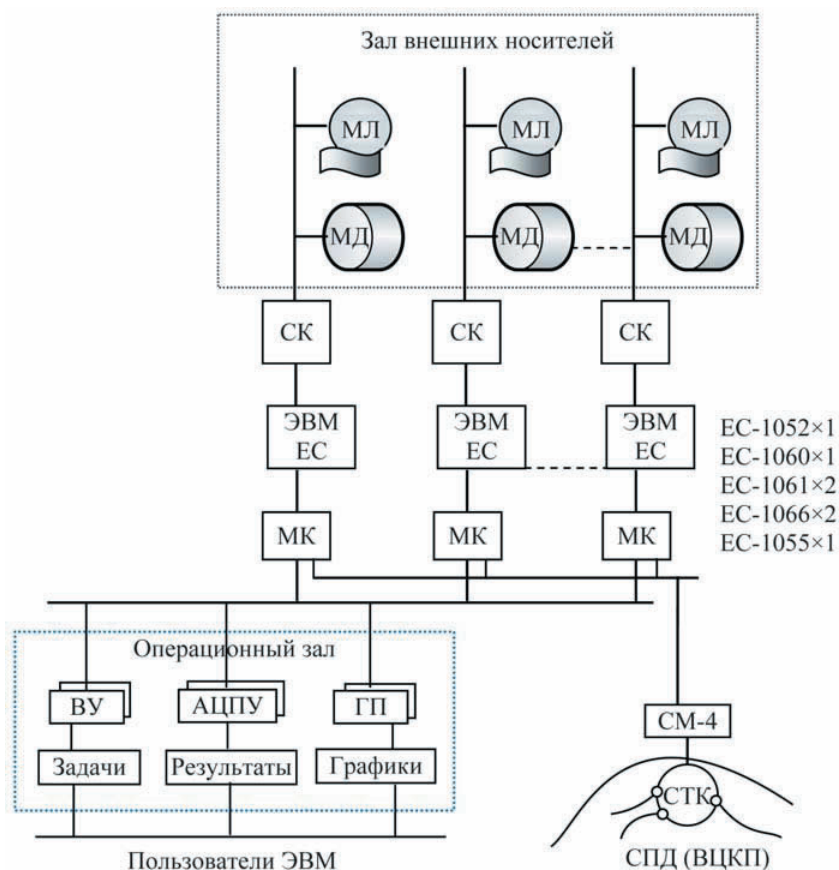 Зал внешних носителей
МЛ МЛ МЛ
МД МД МД
СК СК СК
ЭВМ ЕС
ЭВМ ЕС
ЭВМ ЕС
ЕС-1052×1
ЕС-1060×1
ЕС-1061×2
ЕС-1066×2
ЕС-1055×1
МК МК МК
Операционный зал
ВУ АЦПУ ГП
Задачи Результаты Графики
Пользователи ЭВМ
СМ-4
СТК
СПД (ВЦКП)